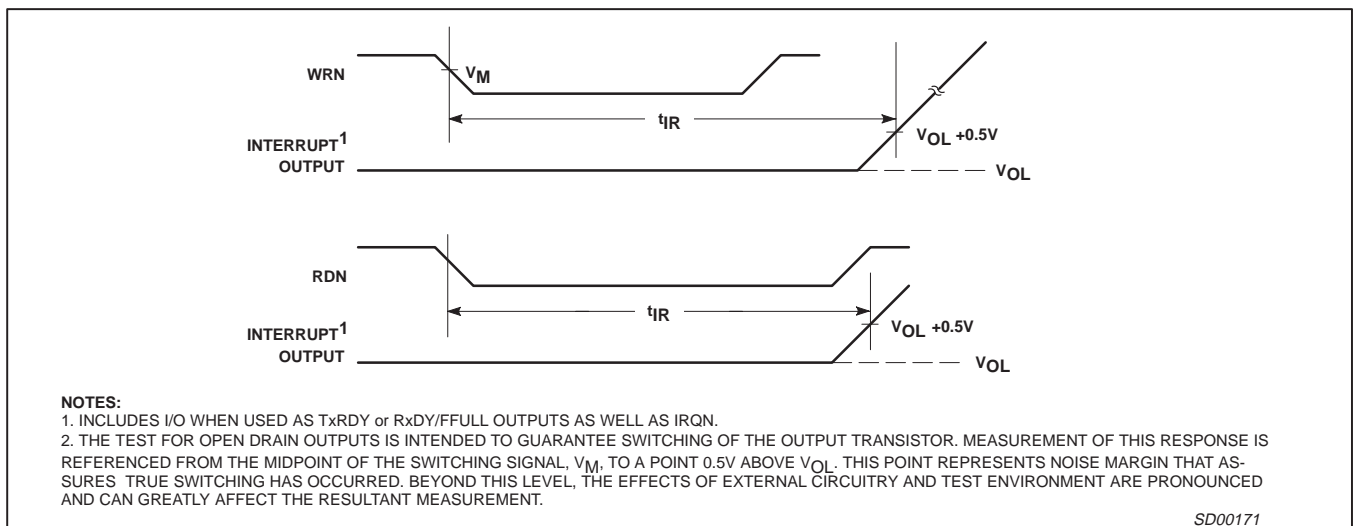 WRN
VM
tIR
INTERRUPT1
OUTPUT
VOL +0.5V
VOL
RDN
tIR
INTERRUPT1
OUTPUT
VOL +0.5V
VOL
NOTES:
1. INCLUDES I/O WHEN USED AS TxRDY or RxDY/FFULL OUTPUTS AS WELL AS IRQN.
2. THE TEST FOR OPEN DRAIN OUTPUTS IS INTENDED TO GUARANTEE SWITCHING OF THE OUTPUT TRANSISTOR. MEASUREMENT OF THIS RESPONSE IS
REFERENCED FROM THE MIDPOINT OF THE SWITCHING SIGNAL, VM, TO A POINT 0.5V ABOVE VOL. THIS POINT REPRESENTS NOISE MARGIN THAT AS-
SURES TRUE SWITCHING HAS OCCURRED. BEYOND THIS LEVEL, THE EFFECTS OF EXTERNAL CIRCUITRY AND TEST ENVIRONMENT ARE PRONOUNCED
AND CAN GREATLY AFFECT THE RESULTANT MEASUREMENT.
SD00171